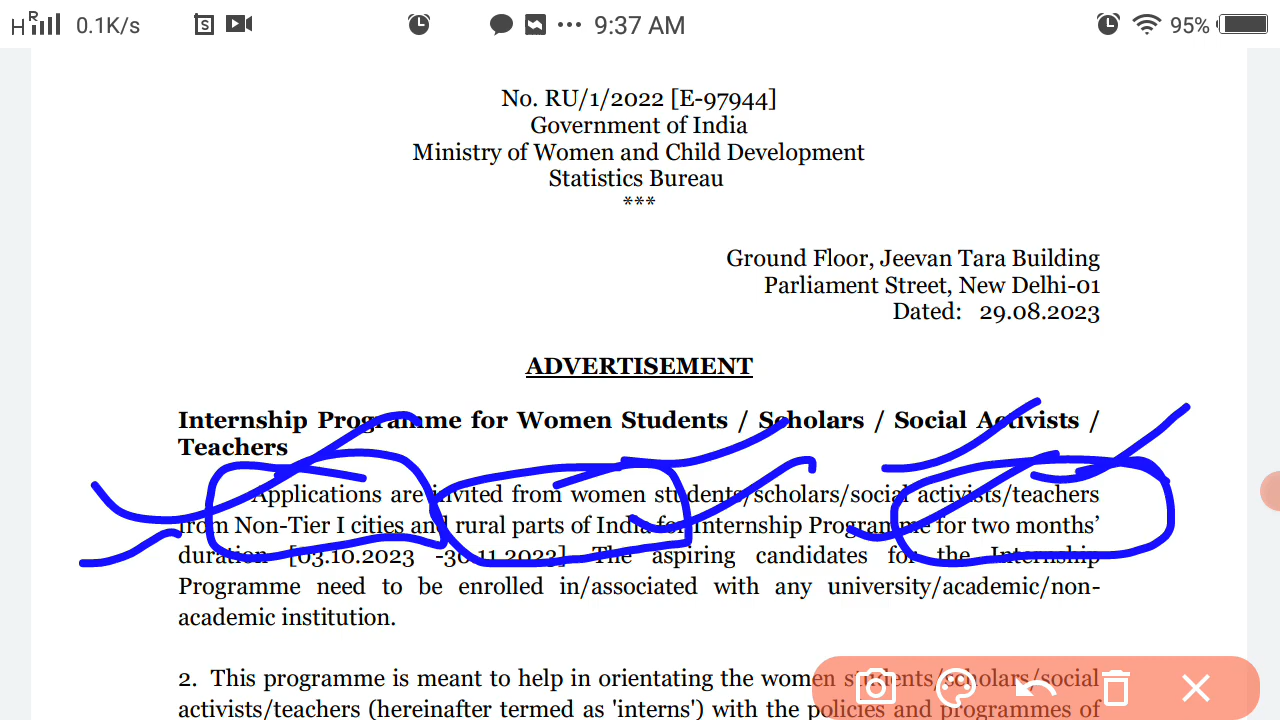 HR 0.1K/s S 9:37 AM 95%
No. RU/1/2022 [E-97944]
Government of India
Ministry of Women and Child Development
Statistics Bureau
***
Ground Floor, Jeevan Tara Building
Parliament Street, New Delhi-01
Dated: 29.08.2023
ADVERTISEMENT
Internship Programme for Women Students / Scholars / Social Activists /
Teachers
Applications are invited from women students/scholars/social activists/teachers
from Non-Tier I cities and rural parts of India for Internship Programme for two months’
duration [03.10.2023 -30.11.2023]. The aspiring candidates for the Internship
Programme need to be enrolled in/associated with any university/academic/non-
academic institution.
2. This programme is meant to help in orientating the women students/scholars/social
activists/teachers (hereinafter termed as 'interns') with the policies and programmes of